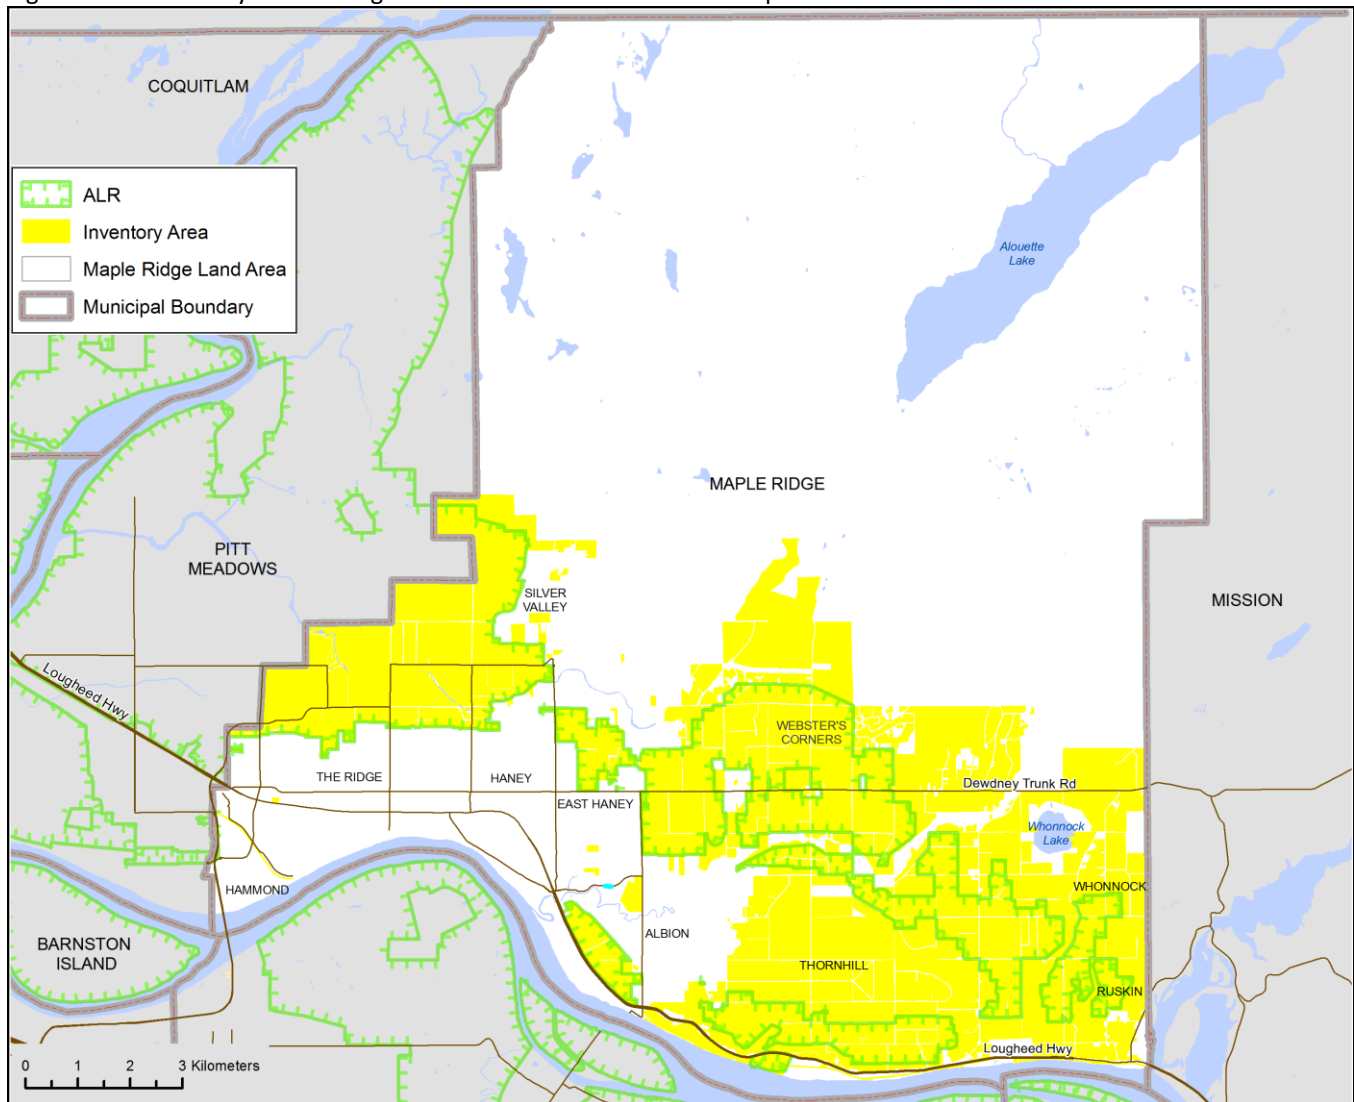 COQUITLAM
ALR
Inventory Area
Maple Ridge Land Area
Municipal Boundary
Alouette
Lake
MAPLE RIDGE
PITT
MEADOWS
SILVER
VALLEY
MISSION
Lougheed Hwy
WEBSTER'S
CORNERS
THE RIDGE
HANEY
Dewdney Trunk Rd
EAST HANEY
Whonnock
Lake
HAMMOND
WHONNOCK
BARNSTON
ISLAND
ALBION
THORNHILL
RUSKIN
Lougheed Hwy
0 1 2 3 Kilometers